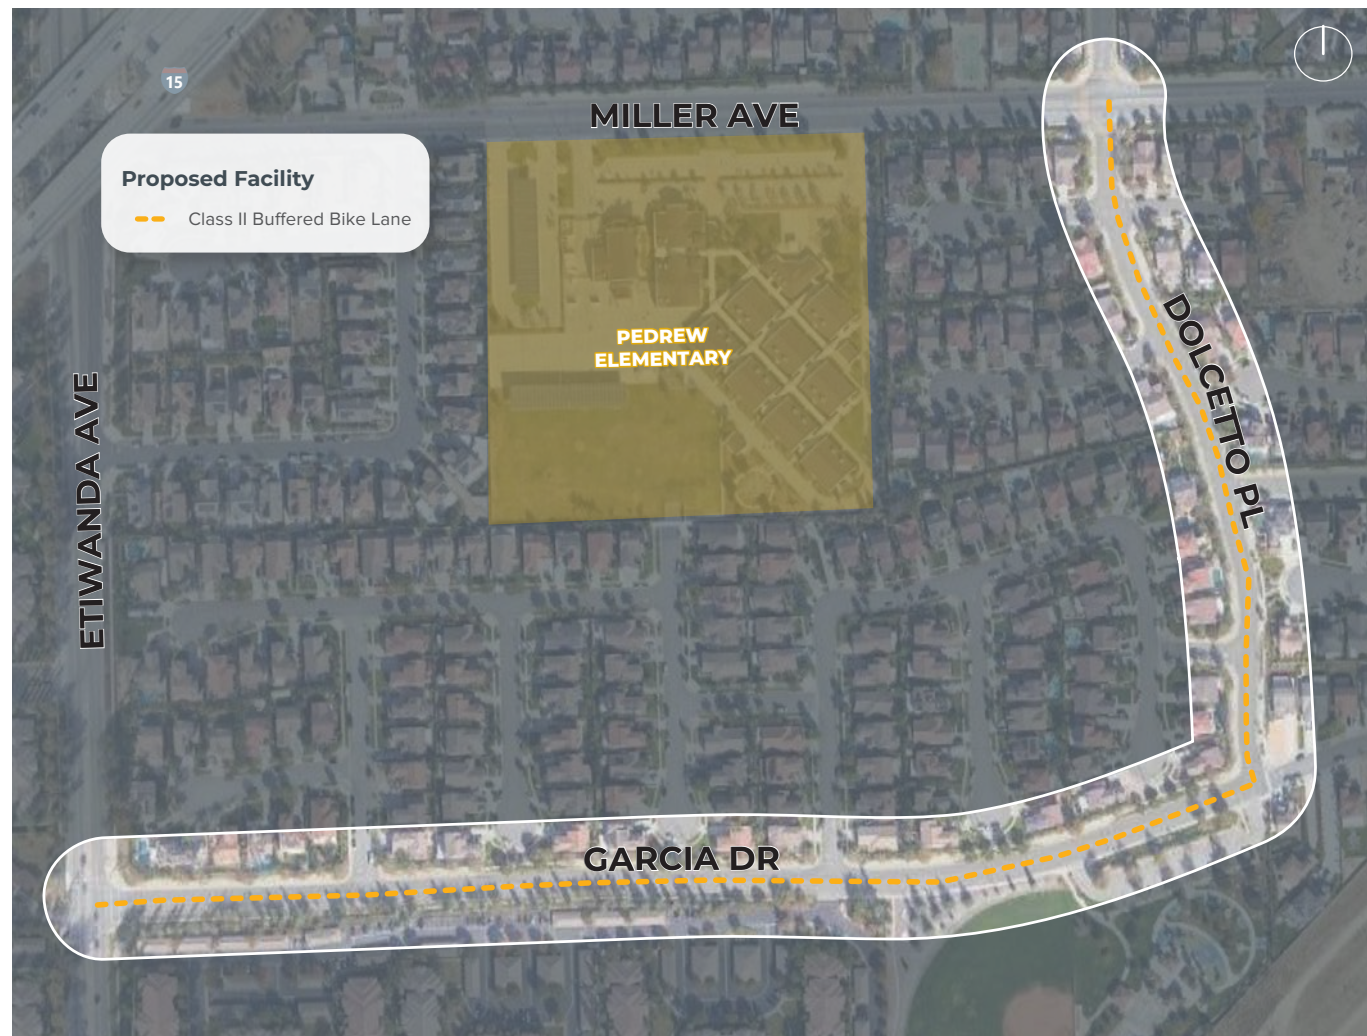 15
MILLER AVE
Proposed Facility
Class II Buffered Bike Lane
PEDREW
ELEMENTARY
DOLCETTO PL
ETIWANDA AVE
GARCIA DR